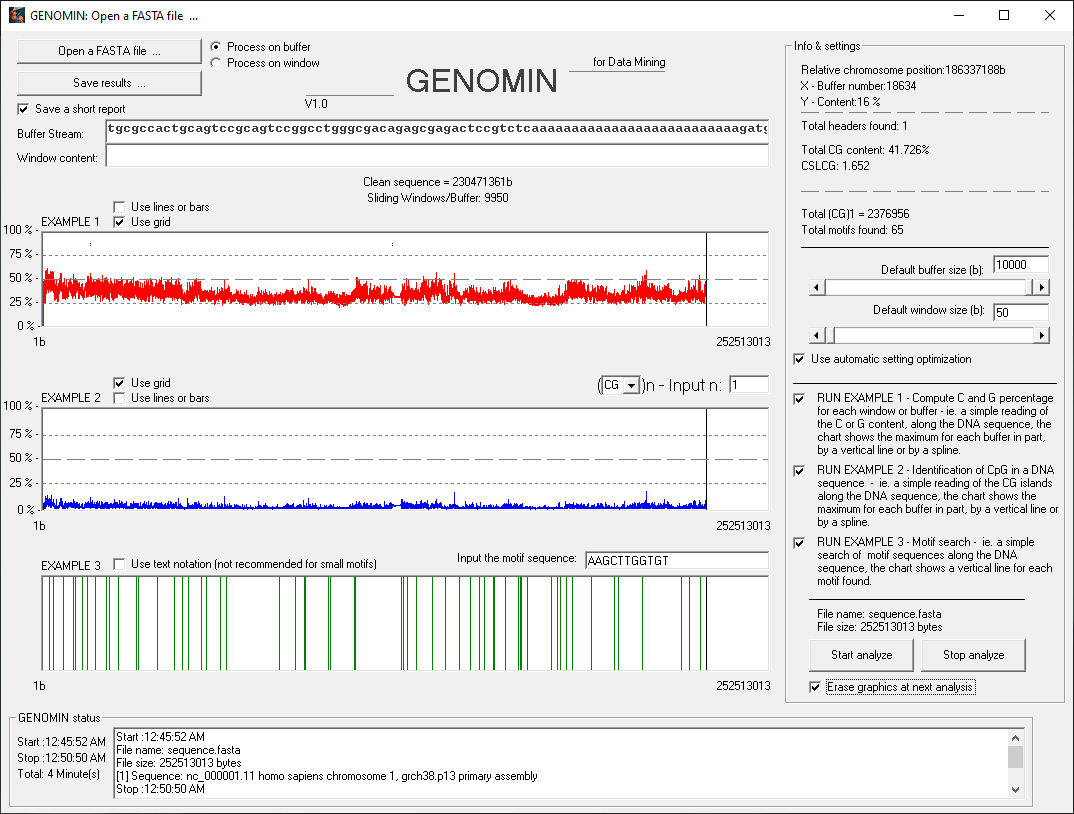 GENOMIN: Open a FASTA file ...
Open a FASTA file ...
Process on buffer
Process on window
Save results ...
GENOMIN
for Data Mining
V1.0
Save a short report
Buffer Stream:
tgcgccactgcagtccgcagtccggcctgggcgacagagcgagactccgtctcaaaaaaaaaaaaaaaaaaaaaaaaaagatg
Window content:
Clean sequence = 230471361b
Sliding Windows/Buffer: 9950
Use lines or bars
EXAMPLE 1
Use grid
100 % -
75 % -
50 % -
25 % -
0 % -
1b
252513013
Use grid
(CG)n - Input n: 1
EXAMPLE 2
Use lines or bars
100 % -
75 % -
50 % -
25 % -
0 % -
1b
252513013
EXAMPLE 3
Use text notation (not recommended for small motifs)
Input the motif sequence: AAGCTTGGTGT
1b
252513013
Info & settings
Relative chromosome position:186337188b
X - Buffer number:18634
Y - Content:16 %
Total headers found: 1
Total CG content: 41.726%
CSLCG: 1.652
Total (CG)1 = 2376956
Total motifs found: 65
Default buffer size (b): 10000
Default window size (b): 50
Use automatic setting optimization
RUN EXAMPLE 1 - Compute C and G percentage
for each window or buffer - ie. a simple reading of
the C or G content, along the DNA sequence, the
chart shows the maximum for each buffer in part,
by a vertical line or by a spline.
RUN EXAMPLE 2 - Identification of CpG in a DNA
sequence - ie. a simple reading of the CG islands
along the DNA sequence, the chart shows the
maximum for each buffer in part, by a vertical line or
by a spline.
RUN EXAMPLE 3 - Motif search - ie. a simple
search of motif sequences along the DNA
sequence, the chart shows a vertical line for each
motif found.
File name: sequence.fasta
File size: 252513013 bytes
Start analyze
Stop analyze
Erase graphics at next analysis
GENOMIN status
Start :12:45:52 AM
Stop :12:50:50 AM
Total: 4 Minute(s)
Start :12:45:52 AM
File name: sequence.fasta
File size: 252513013 bytes
[1] Sequence: nc_000001.11 homo sapiens chromosome 1, grch38.p13 primary assembly
Stop :12:50:50 AM